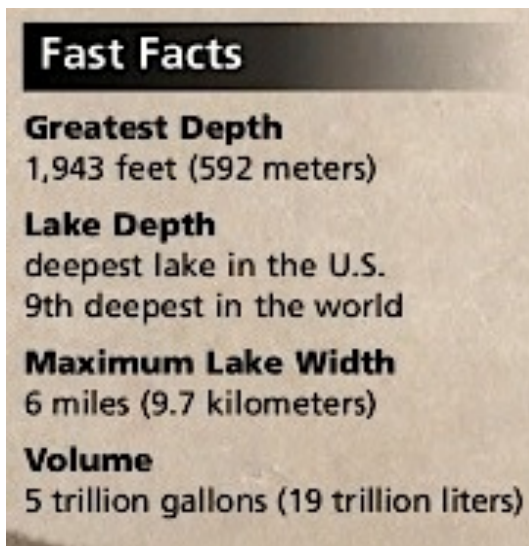 Fast Facts
Greatest Depth
1,943 feet (592 meters)
Lake Depth
deepest lake in the U.S.
9th deepest in the world
Maximum Lake Width
6 miles (9.7 kilometers)
Volume
5 trillion gallons (19 trillion liters)